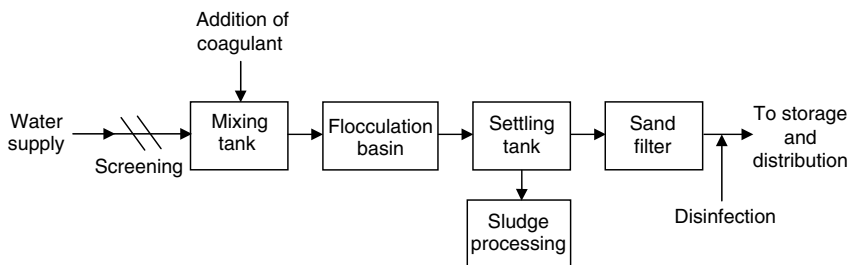 Addition of
coagulant
Water
supply
Screening
Mixing
tank
Flocculation
basin
Settling
tank
Sand
filter
To storage
and
distribution
Disinfection
Sludge
processing